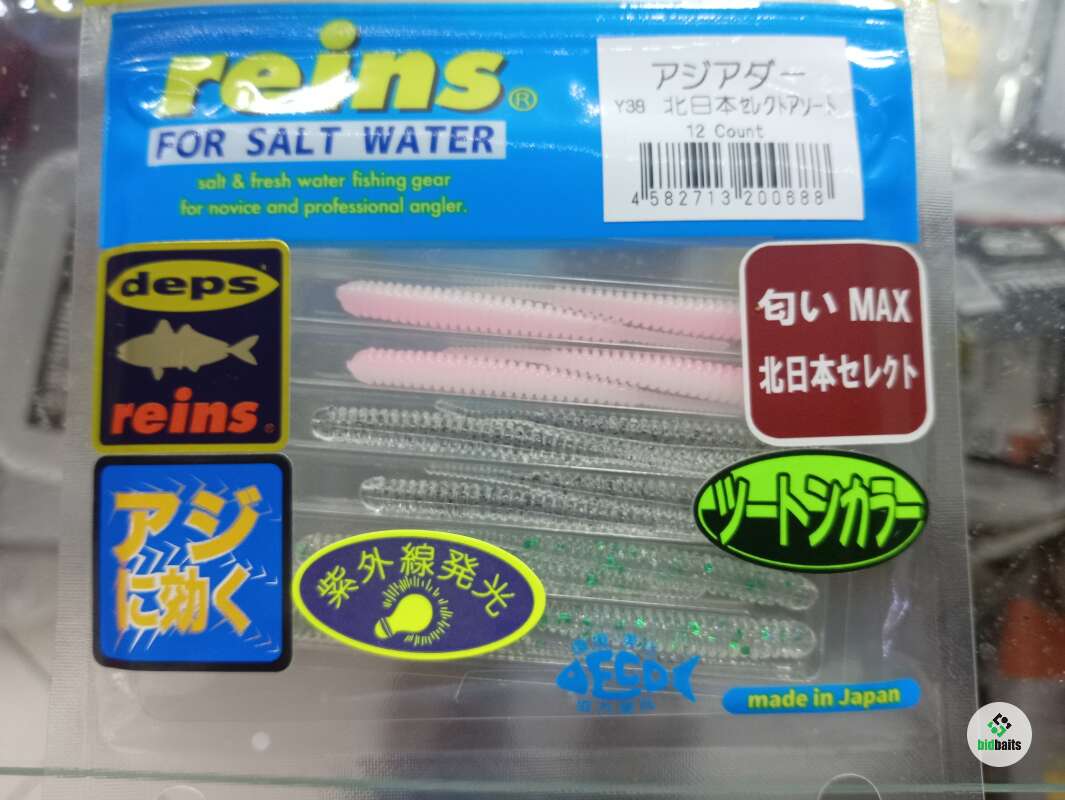 reins®
FOR SALT WATER
salt & fresh water fishing gear
for novice and professional angler.
アジアダー
Y38 北日本セレクトアソート
12 Count
4 582713 200688
deps
reins
匂い MAX
北日本セレクト
アジ
に効く
紫外線発光
ツートンカラー
ECO
made in Japan
bidbaits